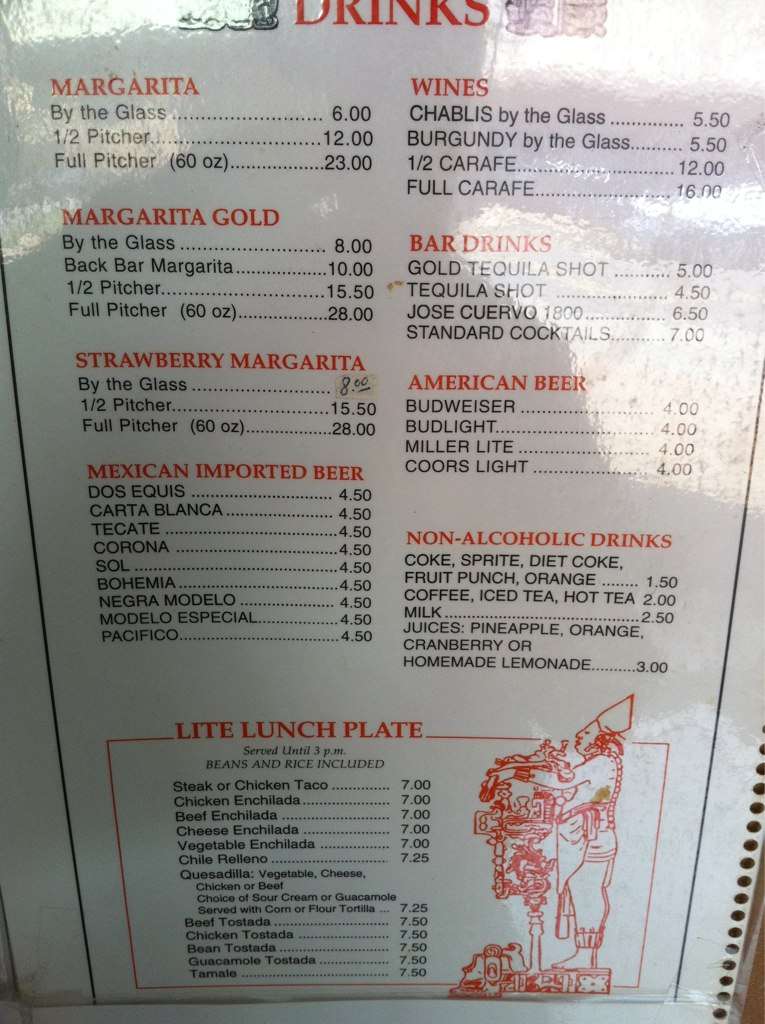 DRINKS
MARGARITA
By the Glass ............................ 6.00
1/2 Pitcher...............................12.00
Full Pitcher (60 oz)..................23.00
MARGARITA GOLD
By the Glass ........................... 8.00
Back Bar Margarita...................10.00
1/2 Pitcher...............................15.50
Full Pitcher (60 oz)..................28.00
STRAWBERRY MARGARITA
By the Glass ........................... 8.00
1/2 Pitcher...............................15.50
Full Pitcher (60 oz)..................28.00
MEXICAN IMPORTED BEER
DOS EQUIS ............................. 4.50
CARTA BLANCA ...................... 4.50
TECATE ................................... 4.50
CORONA ................................. 4.50
SOL ......................................... 4.50
BOHEMIA................................. 4.50
NEGRA MODELO ................... 4.50
MODELO ESPECIAL................ 4.50
PACIFICO................................. 4.50
WINES
CHABLIS by the Glass .............. 5.50
BURGUNDY by the Glass.......... 5.50
1/2 CARAFE.............................12.00
FULL CARAFE.........................16.00
BAR DRINKS
GOLD TEQUILA SHOT .......... 5.00
TEQUILA SHOT .................... 4.50
JOSE CUERVO 1800.............. 6.50
STANDARD COCKTAILS.......... 7.00
AMERICAN BEER
BUDWEISER ........................ 4.00
BUDLIGHT............................. 4.00
MILLER LITE ......................... 4.00
COORS LIGHT ..................... 4.00
NON-ALCOHOLIC DRINKS
COKE, SPRITE, DIET COKE,
FRUIT PUNCH, ORANGE ........ 1.50
COFFEE, ICED TEA, HOT TEA 2.00
MILK ......................................2.50
JUICES: PINEAPPLE, ORANGE,
CRANBERRY OR
HOMEMADE LEMONADE..........3.00
LITE LUNCH PLATE
Served Until 3 p.m.
BEANS AND RICE INCLUDED
Steak or Chicken Taco .............. 7.00
Chicken Enchilada..................... 7.00
Beef Enchilada .......................... 7.00
Cheese Enchilada ..................... 7.00
Vegetable Enchilada ................. 7.00
Chile Relleno ............................. 7.25
Quesadilla: Vegetable, Cheese,
Chicken or Beef
Choice of Sour Cream or Guacamole
Served with Corn or Flour Tortilla ... 7.25
Beef Tostada ............................. 7.50
Chicken Tostada ....................... 7.50
Bean Tostada ............................ 7.50
Guacamole Tostada .................. 7.50
Tamale ...................................... 7.50